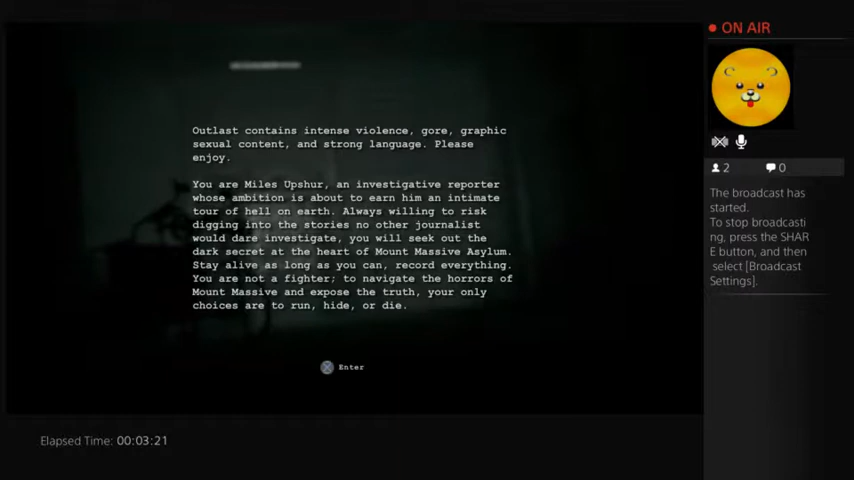 ON AIR
Outlast contains intense violence, gore, graphic
sexual content, and strong language. Please
enjoy.
You are Miles Upshur, an investigative reporter
whose ambition is about to earn him an intimate
tour of hell on earth. Always willing to risk
digging into the stories no other journalist
would dare investigate, you will seek out the
dark secret at the heart of Mount Massive Asylum.
Stay alive as long as you can, record everything.
You are not a fighter; to navigate the horrors of
Mount Massive and expose the truth, your only
choices are to run, hide, or die.
Enter
2 0
The broadcast has
started.
To stop broadcasti
ng, press the SHAR
E button, and then
select [Broadcast
Settings].
Elapsed Time: 00:03:21